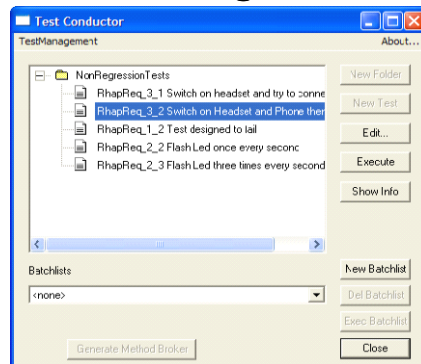 Test Conductor
TestManagement About...
NonRegressionTests
RhapReq_3_1 Switch on headset and try to conne
RhapReq_3_2 Switch on Headset and Phone ther
RhapReq_1_2 Test designed to fail
RhapReq_2_2 Flash Led once every second
RhapReq_2_3 Flash Led three times every second
New Folder
New Test
Edit...
Execute
Show Info
Batchlists
<none>
New Batchlist
Del Batchlist
Exec Batchlist
Generate Method Broker
Close